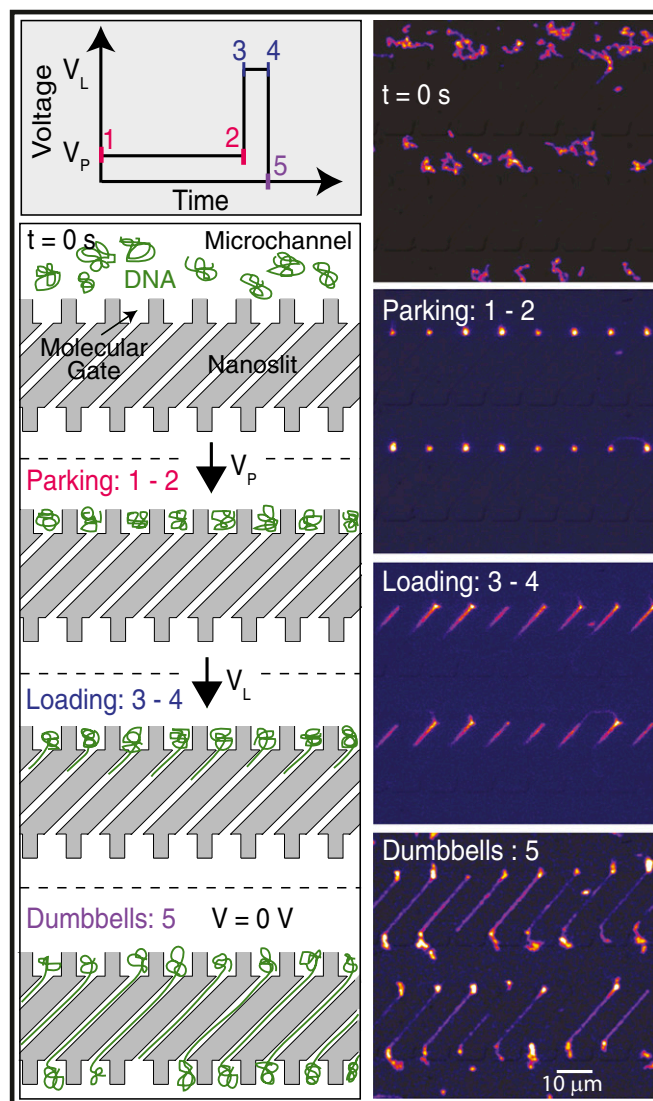 Voltage
V_L
V_P
1
2
3
4
5
Time
t = 0 s
Microchannel
DNA
Molecular
Gate
Nanoslit
V_P
Parking: 1 - 2
V_L
Loading: 3 - 4
Dumbbells: 5
V = 0 V
t = 0 s
Parking: 1 - 2
Loading: 3 - 4
Dumbbells : 5
10 μm